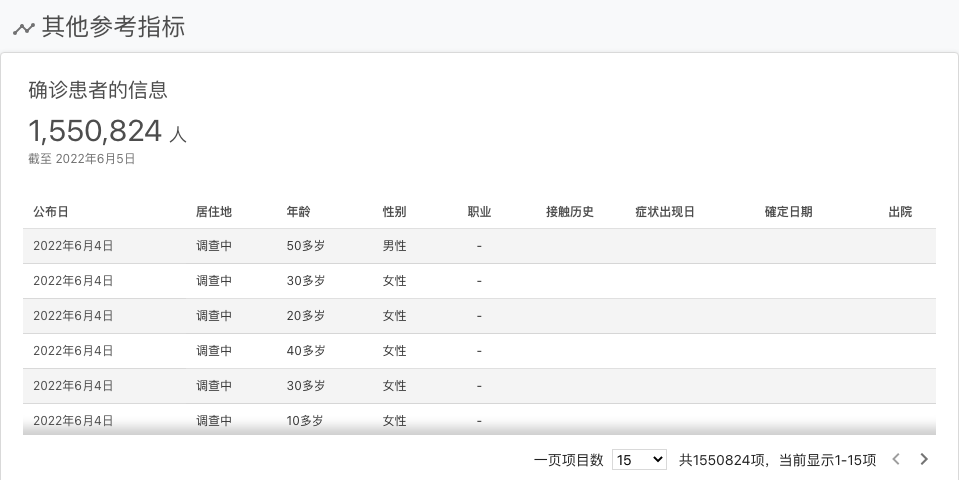 其他参考指标
确诊患者的信息
1,550,824 人
截至 2022年6月5日
公布日 居住地 年龄 性别 职业 接触历史 症状出现日 確定日期 出院
2022年6月4日 调查中 50多岁 男性 -
2022年6月4日 调查中 30多岁 女性 -
2022年6月4日 调查中 20多岁 女性 -
2022年6月4日 调查中 40多岁 女性 -
2022年6月4日 调查中 30多岁 女性 -
2022年6月4日 调查中 10多岁 女性 -
一页项目数 15 共1550824项，当前显示1-15项